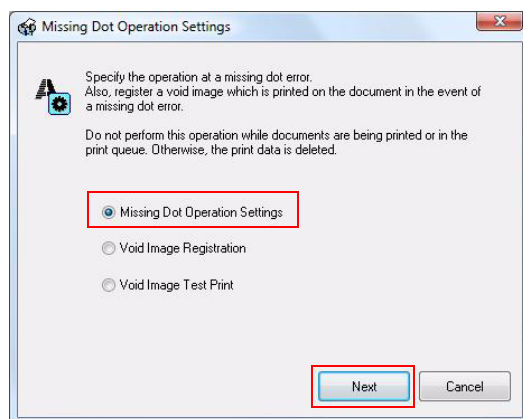 Missing Dot Operation Settings
Specify the operation at a missing dot error.
Also, register a void image which is printed on the document in the event of
a missing dot error.
Do not perform this operation while documents are being printed or in the
print queue. Otherwise, the print data is deleted.
Missing Dot Operation Settings
Void Image Registration
Void Image Test Print
Next
Cancel